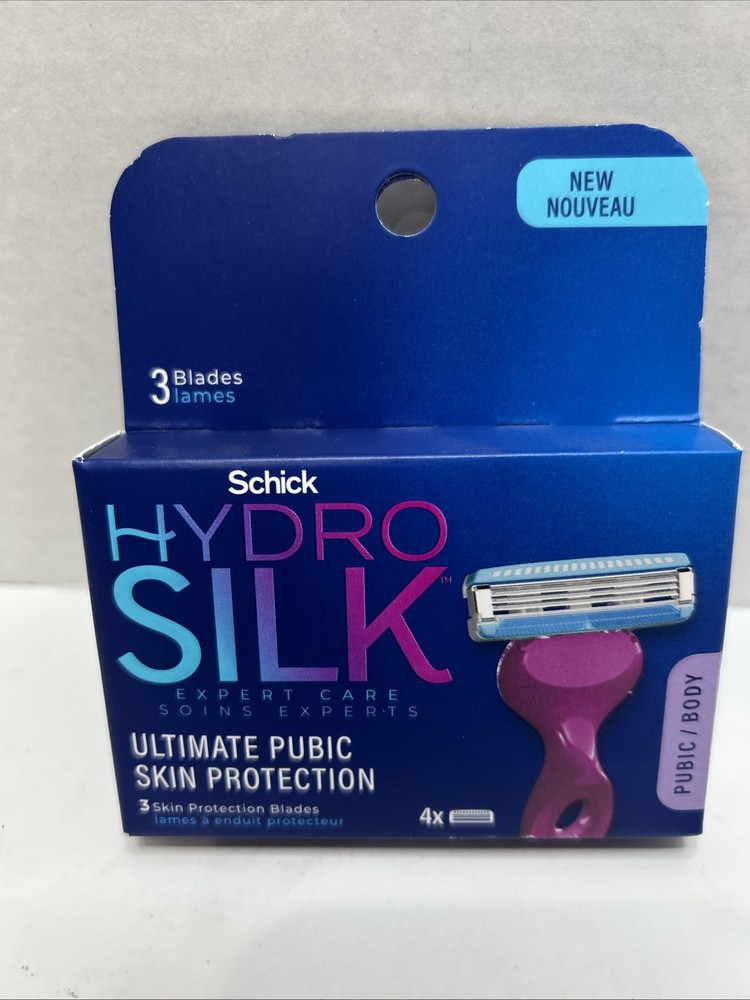 NEW
NOUVEAU
3 Blades
lames
Schick
HYDRO
SILK™
EXPERT CARE
SOINS EXPERTS
ULTIMATE PUBIC
SKIN PROTECTION
3 Skin Protection Blades
lames à enduit protecteur
4x
PUBIC / BODY